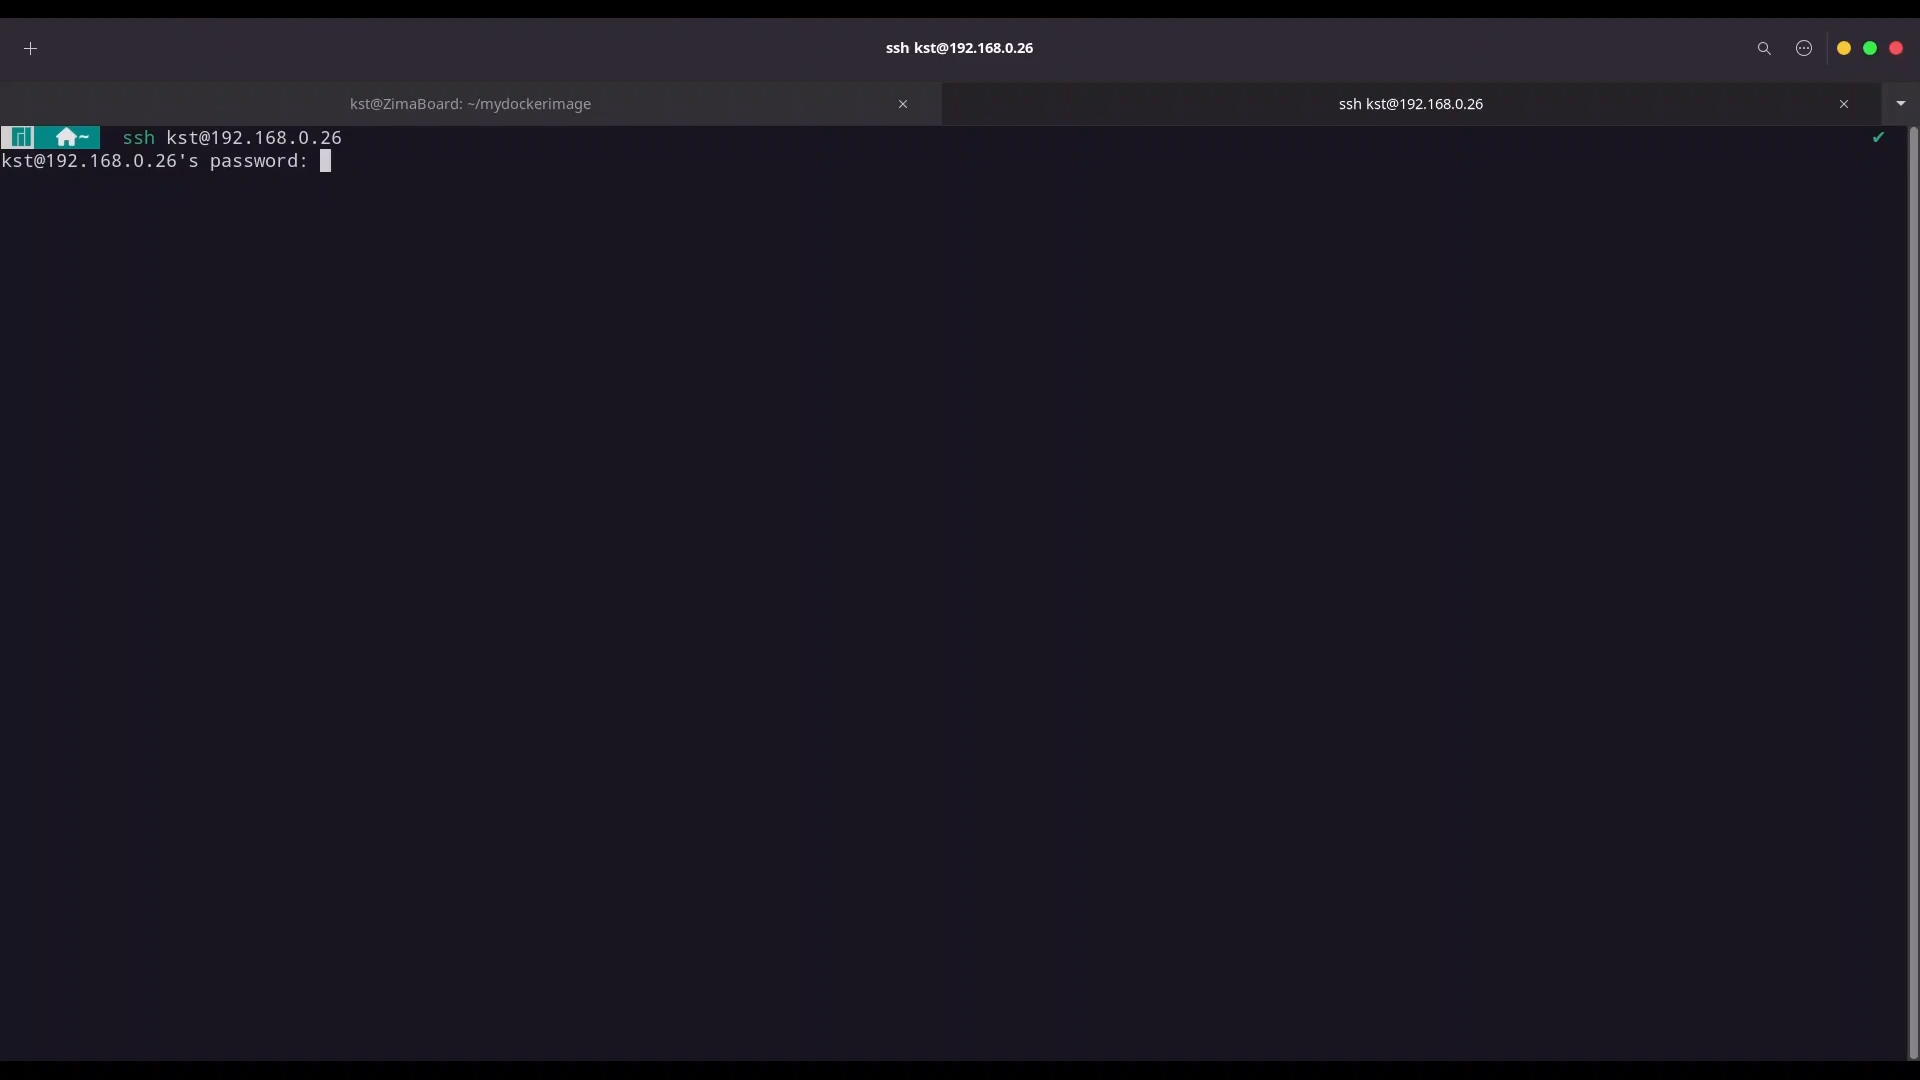 ssh kst@192.168.0.26
kst@ZimaBoard: ~/mydockerimage
ssh kst@192.168.0.26
~ ssh kst@192.168.0.26
kst@192.168.0.26's password: